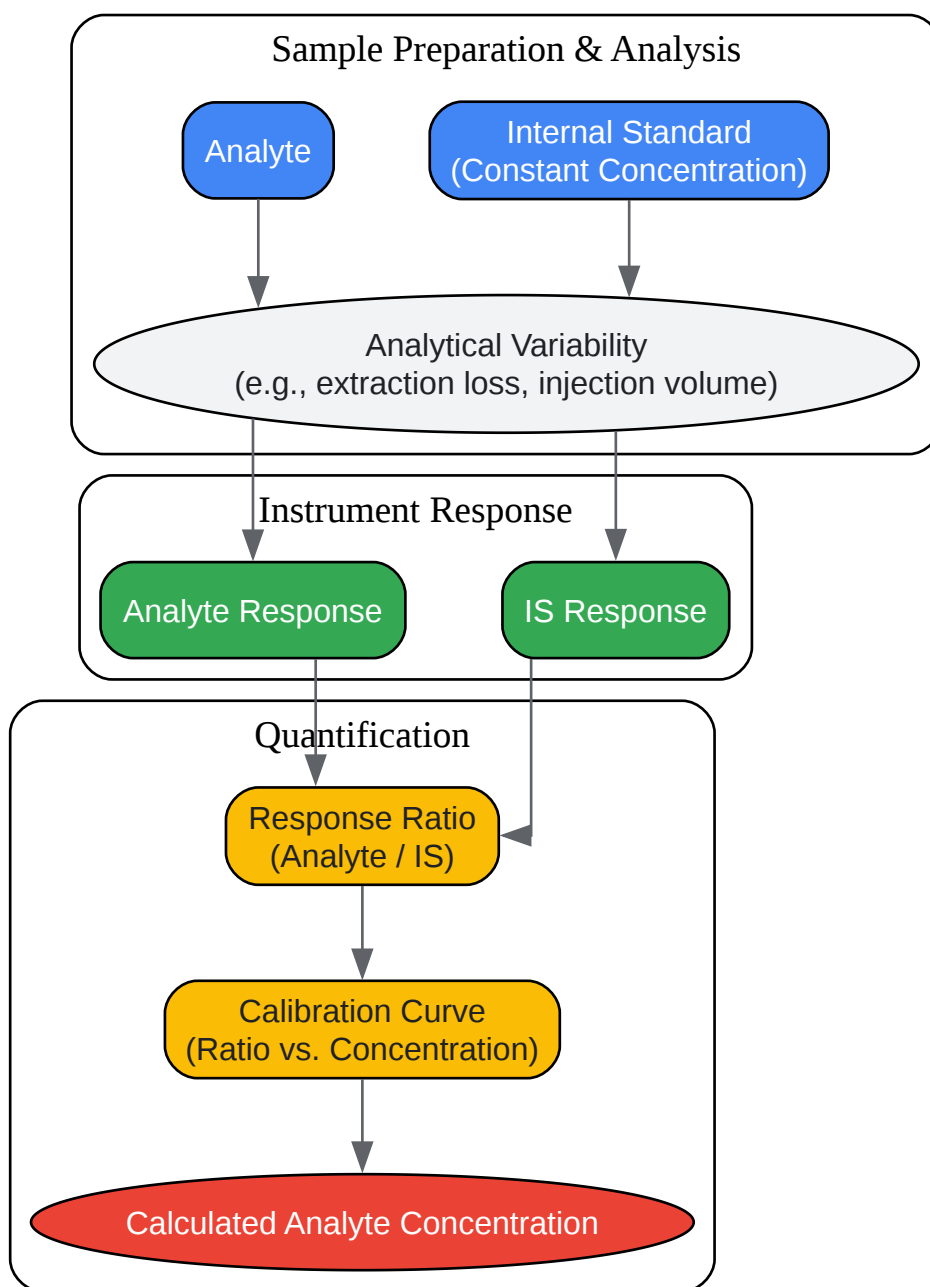 Sample Preparation & Analysis
Analyte
Internal Standard
(Constant Concentration)
Analytical Variability
(e.g., extraction loss, injection volume)
Instrument Response
Analyte Response
IS Response
Quantification
Response Ratio
(Analyte / IS)
Calibration Curve
(Ratio vs. Concentration)
Calculated Analyte Concentration